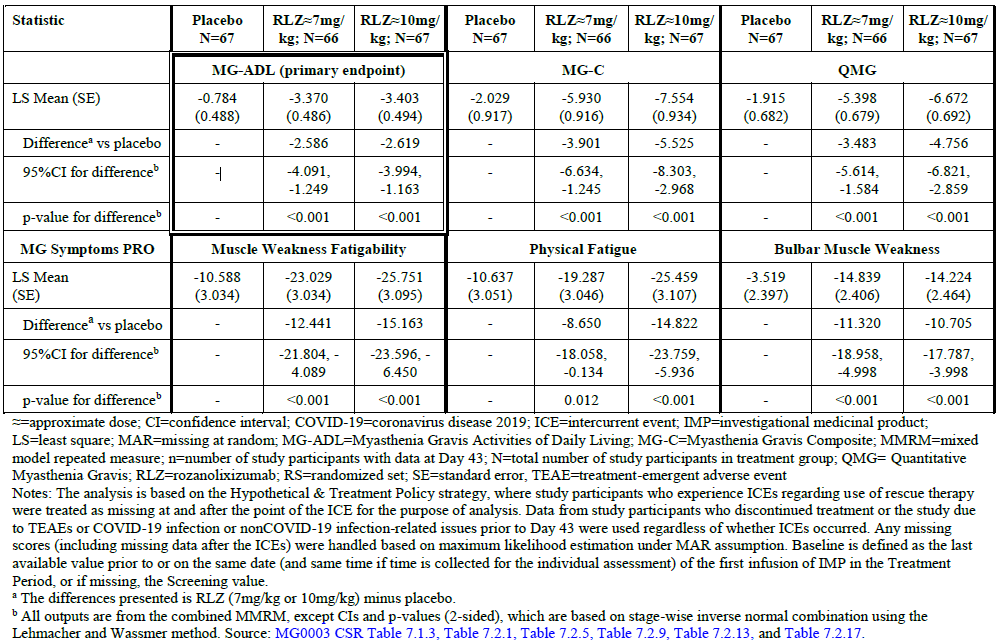 Statistic Placebo N=67 RLZ≈7mg/kg; N=66 RLZ≈10mg/kg; N=67 Placebo N=67 RLZ≈7mg/kg; N=66 RLZ≈10mg/kg; N=67 Placebo N=67 RLZ≈7mg/kg; N=66 RLZ≈10mg/kg; N=67
MG-ADL (primary endpoint) MG-C QMG
LS Mean (SE) -0.784 -3.370 -3.403 -2.029 -5.930 -7.554 -1.915 -5.398 -6.672
(0.488) (0.486) (0.494) (0.917) (0.916) (0.934) (0.682) (0.679) (0.692)
Differenceᵃ vs placebo - -2.586 -2.619 - -3.901 -5.525 - -3.483 -4.756
95%CI for differenceᵇ - -4.091, -3.994, - -6.634, -8.303, - -5.614, -6.821,
-1.249 -1.163 -1.245 -2.968 -1.584 -2.859
p-value for differenceᵇ - <0.001 <0.001 - <0.001 <0.001 - <0.001 <0.001
MG Symptoms PRO Muscle Weakness Fatigability Physical Fatigue Bulbar Muscle Weakness
LS Mean -10.588 -23.029 -25.751 -10.637 -19.287 -25.459 -3.519 -14.839 -14.224
(SE) (3.034) (3.034) (3.095) (3.051) (3.046) (3.107) (2.397) (2.406) (2.464)
Differenceᵃ vs placebo - -12.441 -15.163 - -8.650 -14.822 - -11.320 -10.705
95%CI for differenceᵇ - -21.804, - -23.596, - - -18.058, -23.759, - -18.958, -17.787,
4.089 6.450 -0.134 -5.936 -4.998 -3.998
p-value for differenceᵇ - <0.001 <0.001 - 0.012 <0.001 - <0.001 <0.001
≈=approximate dose; CI=confidence interval; COVID-19=coronavirus disease 2019; ICE=intercurrent event; IMP=investigational medicinal product;
LS=least square; MAR=missing at random; MG-ADL=Myasthenia Gravis Activities of Daily Living; MG-C=Myasthenia Gravis Composite; MMRM=mixed
model repeated measure; n=number of study participants with data at Day 43; N=total number of study participants in treatment group; QMG= Quantitative
Myasthenia Gravis; RLZ=rozanolixizumab; RS=randomized set; SE=standard error, TEAE=treatment-emergent adverse event
Notes: The analysis is based on the Hypothetical & Treatment Policy strategy, where study participants who experience ICEs regarding use of rescue therapy
were treated as missing at and after the point of the ICE for the purpose of analysis. Data from study participants who discontinued treatment or the study due
to TEAEs or COVID-19 infection or nonCOVID-19 infection-related issues prior to Day 43 were used regardless of whether ICEs occurred. Any missing
scores (including missing data after the ICEs) were handled based on maximum likelihood estimation under MAR assumption. Baseline is defined as the last
available value prior to or on the same date (and same time if time is collected for the individual assessment) of the first infusion of IMP in the Treatment
Period, or if missing, the Screening value.
ᵃ The differences presented is RLZ (7mg/kg or 10mg/kg) minus placebo.
ᵇ All outputs are from the combined MMRM, except CIs and p-values (2-sided), which are based on stage-wise inverse normal combination using the
Lehmacher and Wassmer method. Source: MG0003 CSR Table 7.1.3, Table 7.2.1, Table 7.2.5, Table 7.2.9, Table 7.2.13, and Table 7.2.17.